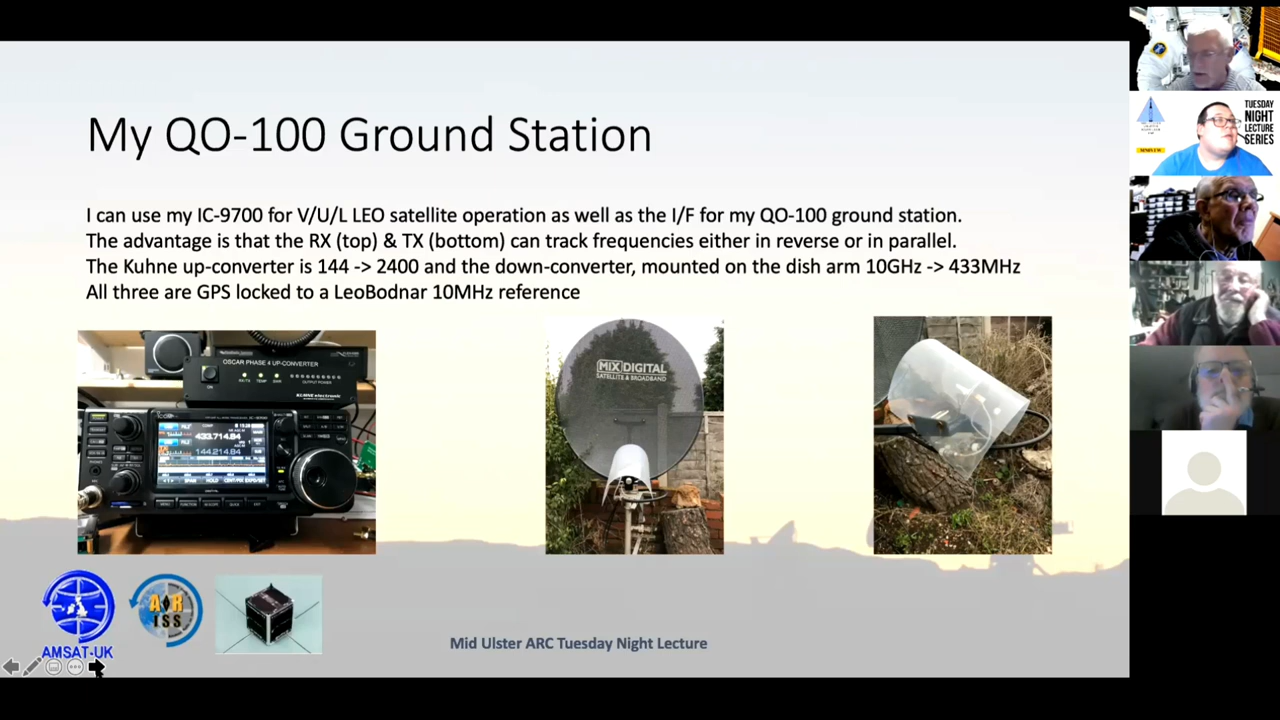 My QO-100 Ground Station
I can use my IC-9700 for V/U/L LEO satellite operation as well as the I/F for my QO-100 ground station.
The advantage is that the RX (top) & TX (bottom) can track frequencies either in reverse or in parallel.
The Kuhne up-converter is 144 -> 2400 and the down-converter, mounted on the dish arm 10GHz -> 433MHz
All three are GPS locked to a LeoBodnar 10MHz reference
OSCAR PHASE 4 UP-CONVERTER
ON
OUTPUT POWER
KUHNE electronic
433.714.84
144.214.84
MIX DIGITAL
SATELLITE & BROADBAND
AMSAT-UK
ISS
Mid Ulster ARC Tuesday Night Lecture
TUESDAY
NIGHT
LECTURE
SERIES